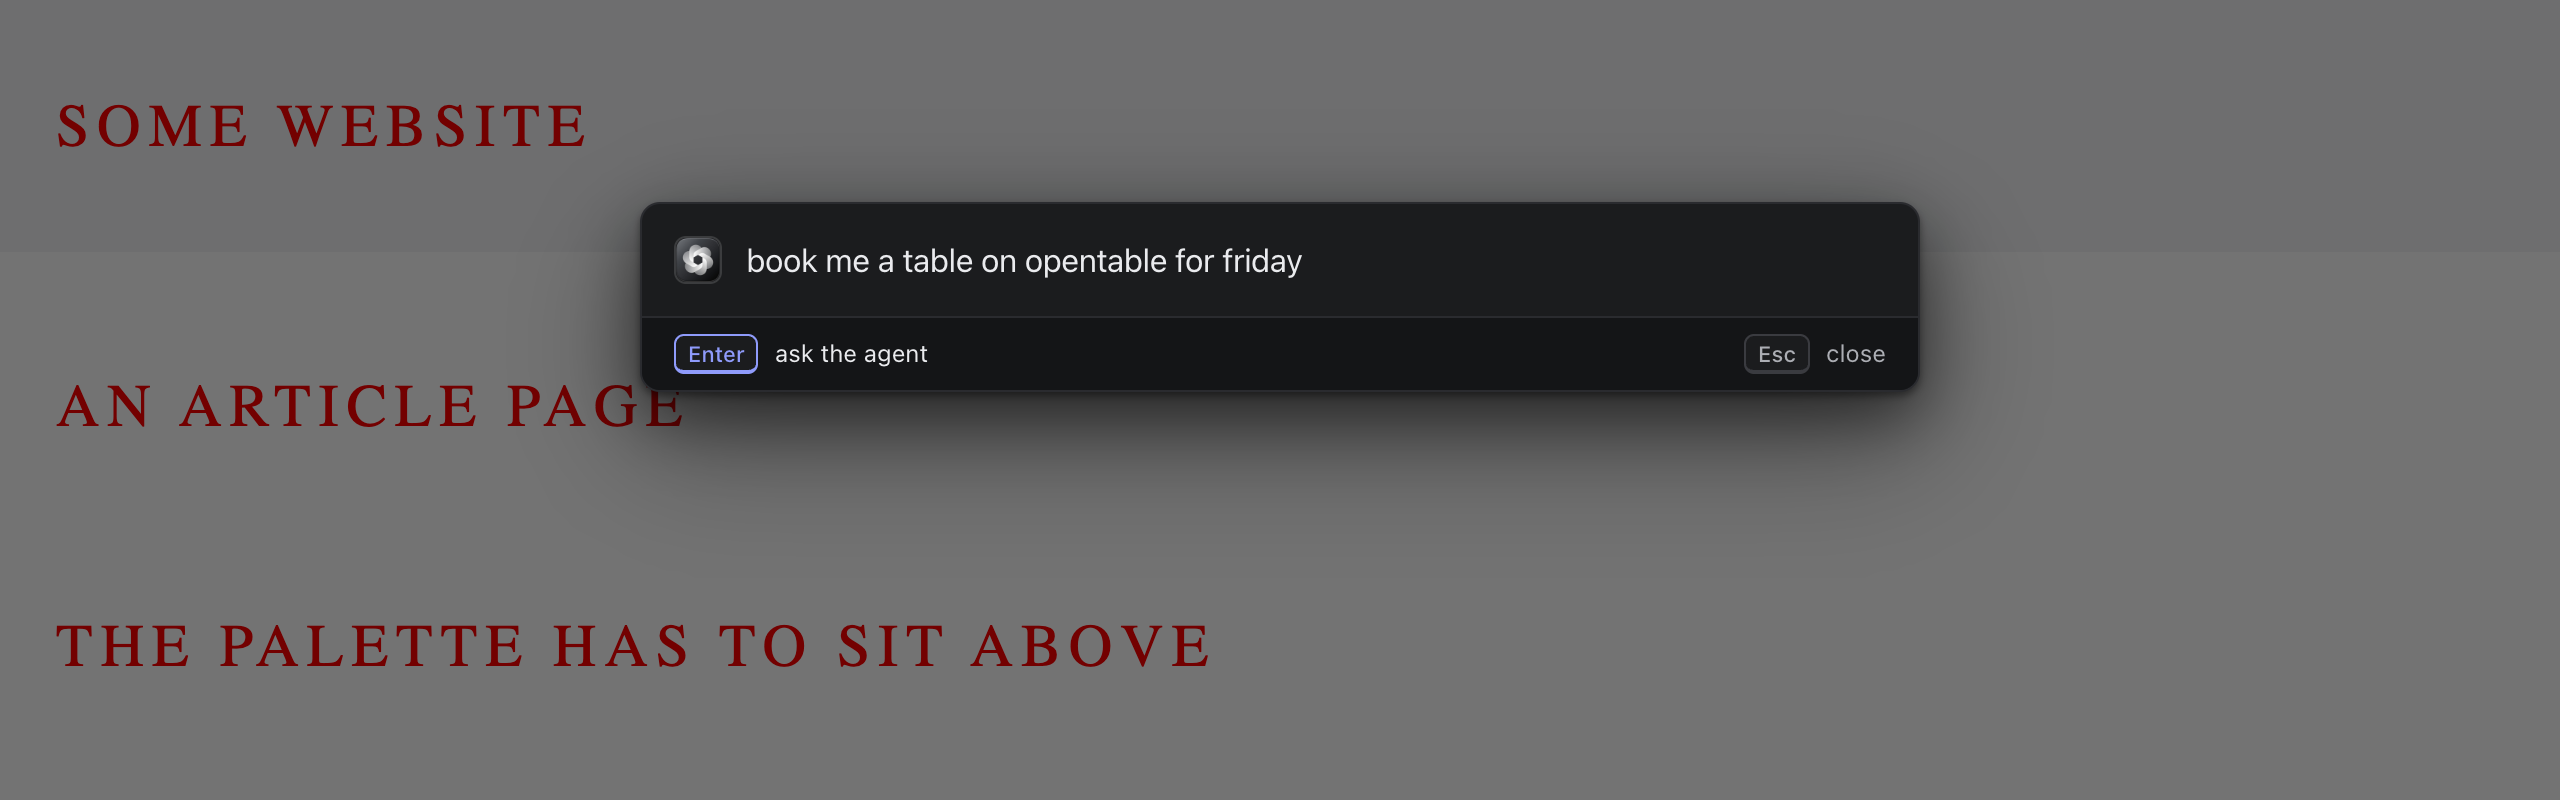 SOME WEBSITE
book me a table on opentable for friday
Enter ask the agent
Esc close
AN ARTICLE PAGE
THE PALETTE HAS TO SIT ABOVE